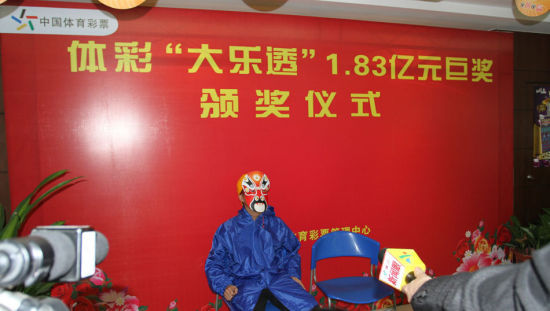 中国体育彩票
体彩“大乐透”1.83亿元巨奖
颁奖仪式
育彩票管理中心